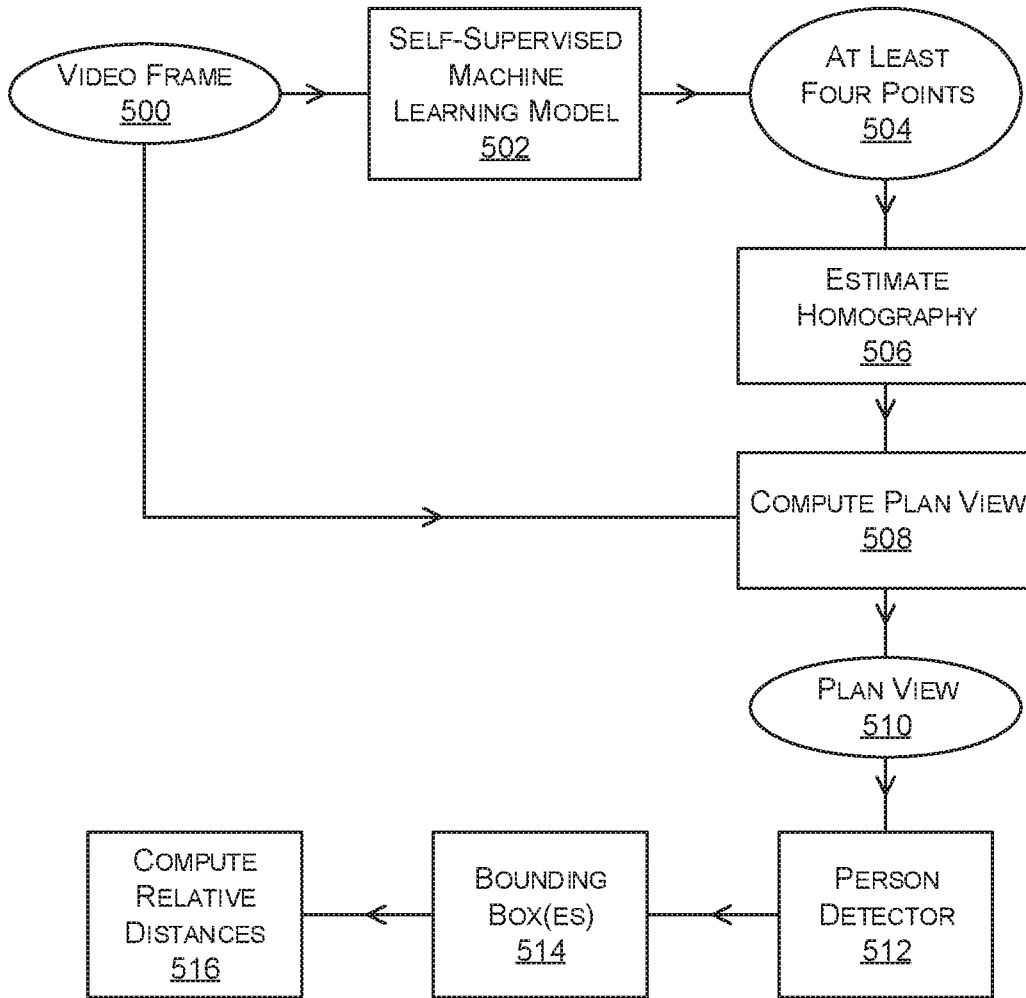 VIDEO FRAME
500
SELF-SUPERVISED
MACHINE
LEARNING MODEL
502
AT LEAST
FOUR POINTS
504
ESTIMATE
HOMOGRAPHY
506
COMPUTE PLAN VIEW
508
PLAN VIEW
510
PERSON
DETECTOR
512
BOUNDING
BOX(ES)
514
COMPUTE
RELATIVE
DISTANCES
516